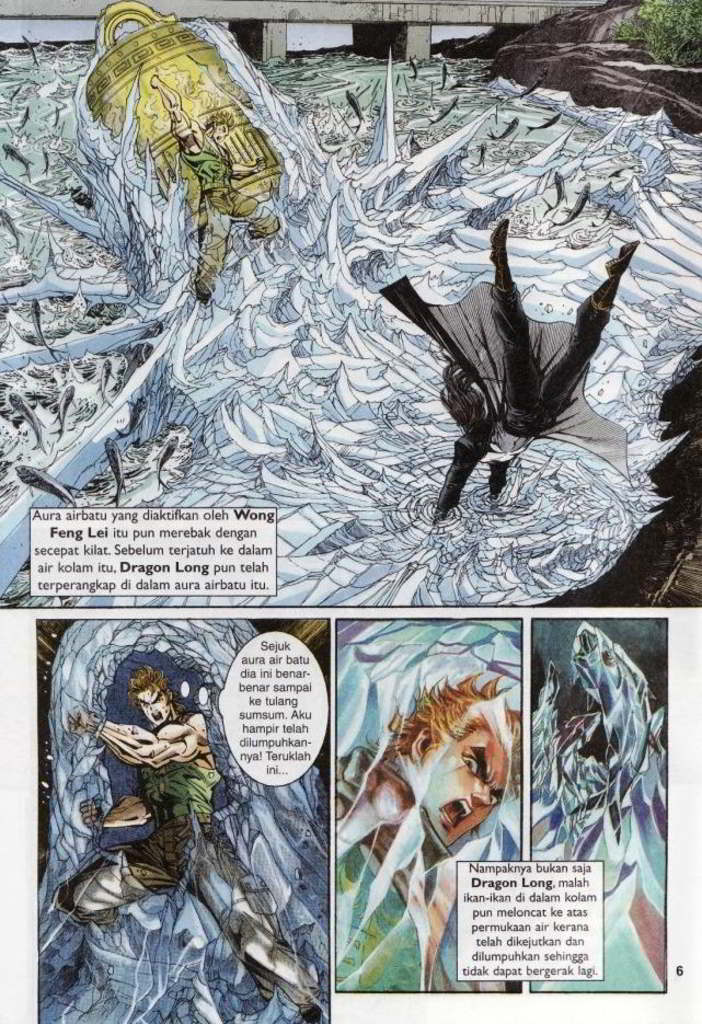 Aura airbatu yang diaktifkan oleh Wong
Feng Lei itu pun merebak dengan
secepat kilat. Sebelum terjatuh ke dalam
air kolam itu, Dragon Long pun telah
terperangkap di dalam aura airbatu itu.
Sejuk
aura air batu
dia ini benar-
benar sampai
ke tulang
sumsum. Aku
hampir telah
dilumpuhkan-
nya! Teruklah
ini...
Nampaknya bukan saja
Dragon Long, malah
ikan-ikan di dalam kolam
pun meloncat ke atas
permukaan air kerana
telah dikejutkan dan
dilumpuhkan sehingga
tidak dapat bergerak lagi.
6